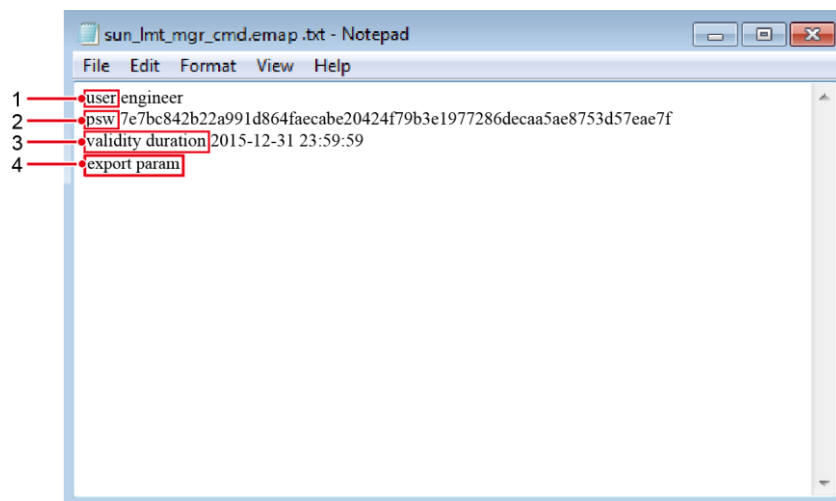 sun_lmt_mgr_cmd.emap .txt - Notepad
File Edit Format View Help
1 user engineer
2 psw 7e7bc842b22a991d864faecabe20424f79b3e1977286decaa5ae8753d57eae7f
3 validity duration 2015-12-31 23:59:59
4 export param